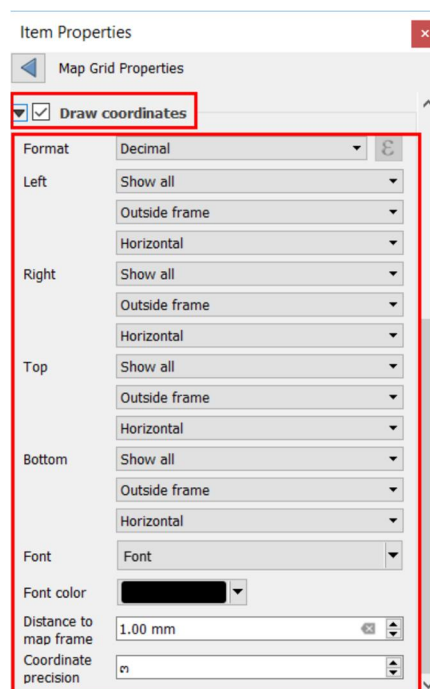 Item Properties
Map Grid Properties
Draw coordinates
Format Decimal ε
Left Show all
Outside frame
Horizontal
Right Show all
Outside frame
Horizontal
Top Show all
Outside frame
Horizontal
Bottom Show all
Outside frame
Horizontal
Font Font
Font color
Distance to
map frame 1.00 mm
Coordinate
precision ๓